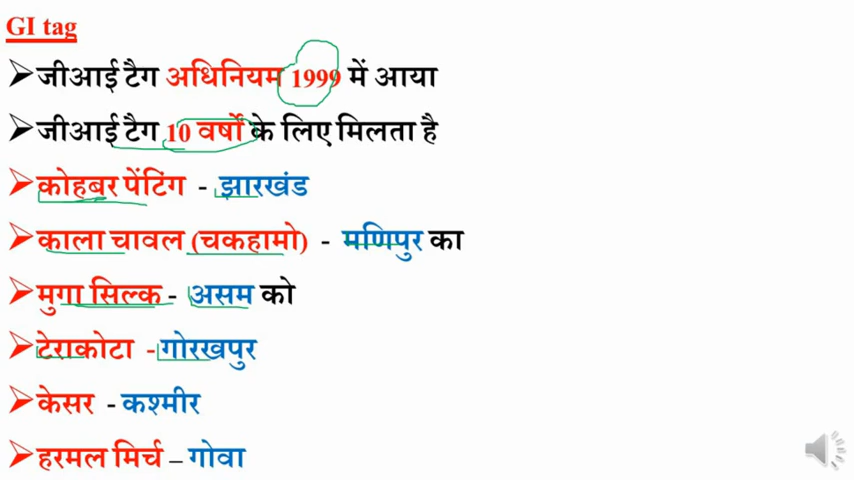 GI tag
➢जीआई टैग अधिनियम 1999 में आया
➢जीआई टैग 10 वर्षों के लिए मिलता है
➢कोहबर पेंटिंग - झारखंड
➢काला चावल (चकहामो) - मणिपुर का
➢मुगा सिल्क - असम को
➢टेराकोटा - गोरखपुर
➢केसर - कश्मीर
➢हरमल मिर्च – गोवा